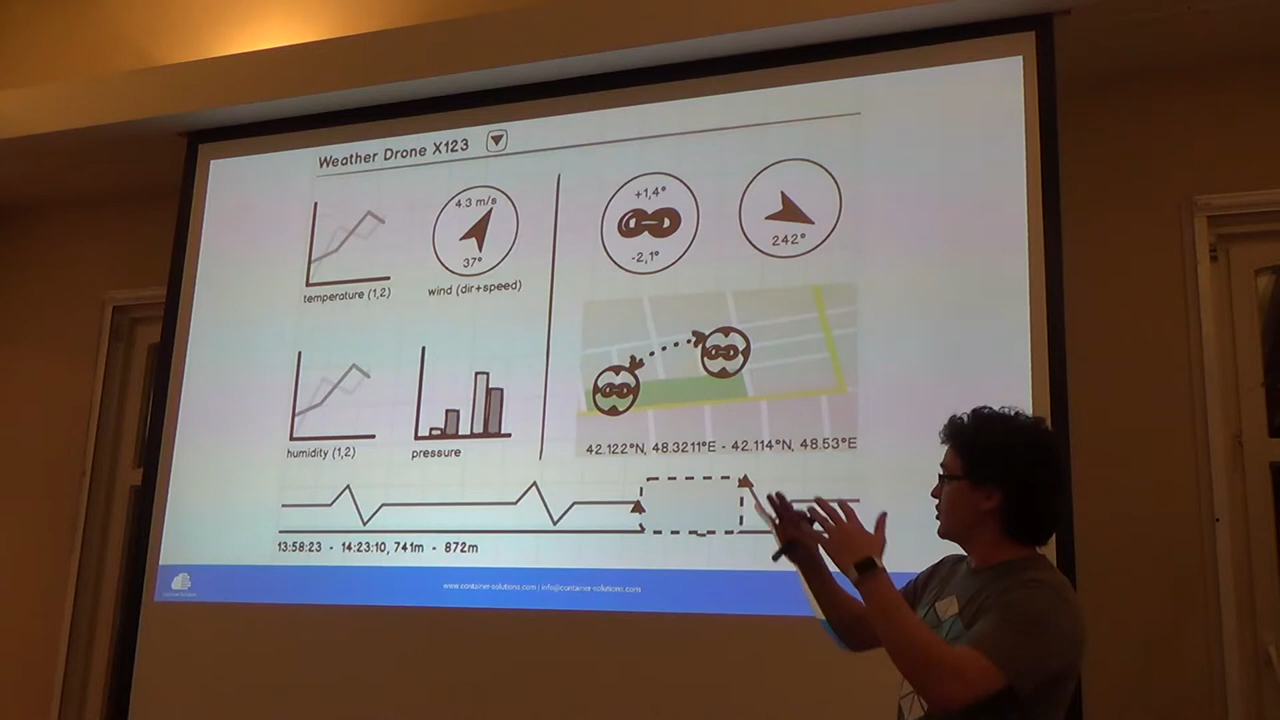 Weather Drone X123
4.3 m/s
37°
temperature (1,2)
wind (dir+speed)
+1,4°
-2,1°
242°
humidity (1,2)
pressure
42.122°N, 48.3211°E - 42.114°N, 48.53°E
13:58:23 - 14:23:10, 741m - 872m
www.container-solutions.com | info@container-solutions.com